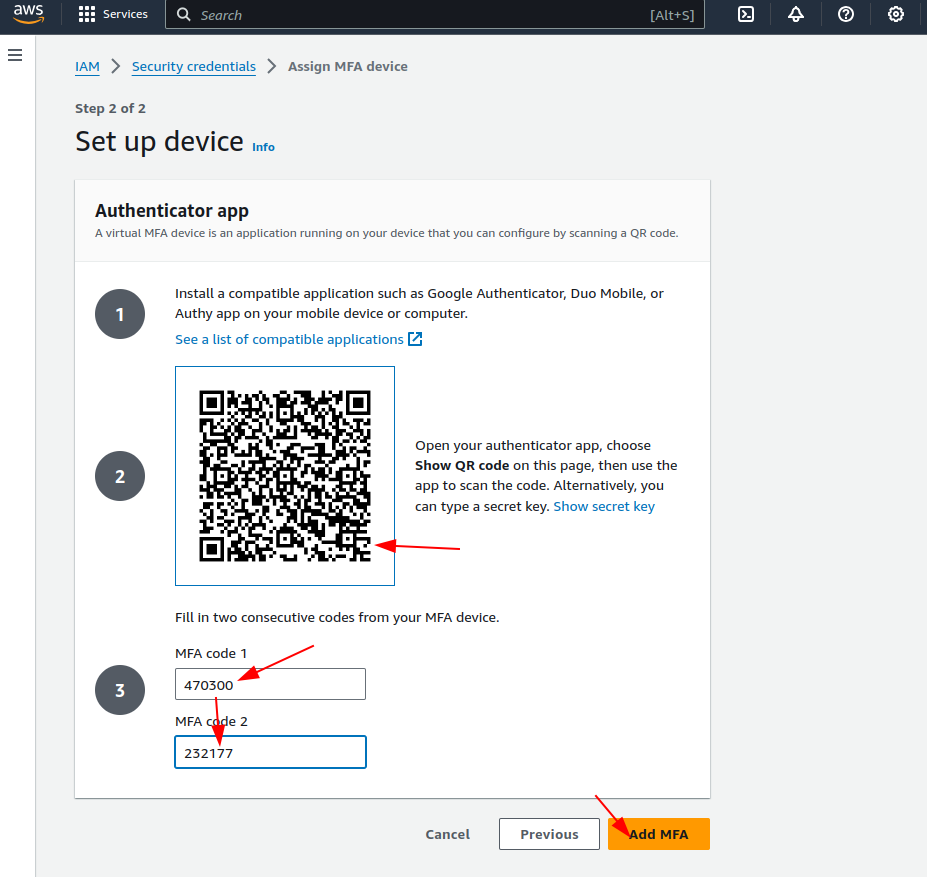 aws
Services
Search
[Alt+S]
IAM
Security credentials
Assign MFA device
Step 2 of 2
Set up device Info
Authenticator app
A virtual MFA device is an application running on your device that you can configure by scanning a QR code.
1
Install a compatible application such as Google Authenticator, Duo Mobile, or
Authy app on your mobile device or computer.
See a list of compatible applications
2
Open your authenticator app, choose
Show QR code on this page, then use the
app to scan the code. Alternatively, you
can type a secret key. Show secret key
Fill in two consecutive codes from your MFA device.
3
MFA code 1
470300
MFA code 2
232177
Cancel
Previous
Add MFA